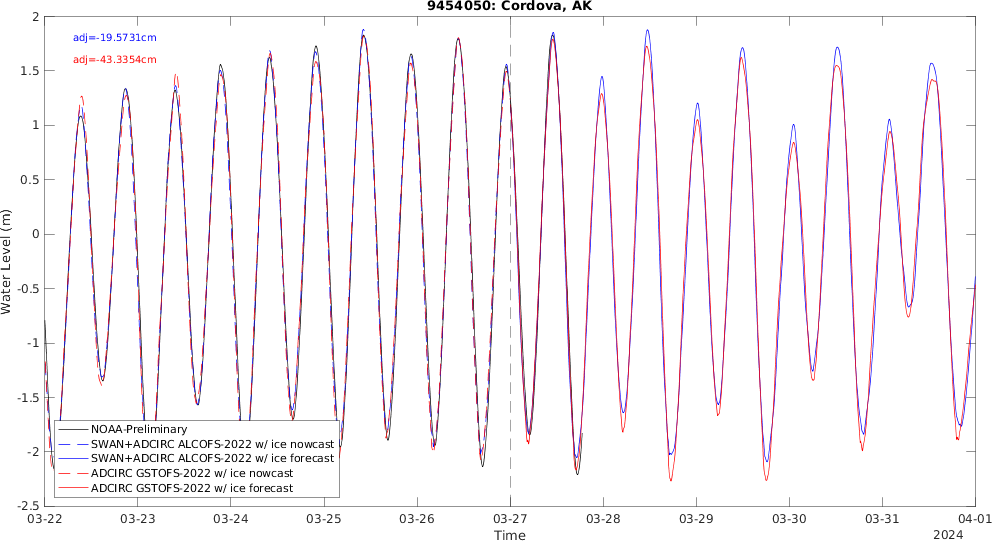 9454050: Cordova, AK
adj=-19.5731cm
adj=-43.3354cm
Water Level (m)
2
1.5
1
0.5
0
-0.5
-1
-1.5
-2
-2.5
NOAA-Preliminary
SWAN+ADCIRC ALCOFS-2022 w/ ice nowcast
SWAN+ADCIRC ALCOFS-2022 w/ ice forecast
ADCIRC GSTOFS-2022 w/ ice nowcast
ADCIRC GSTOFS-2022 w/ ice forecast
03-22 03-23 03-24 03-25 03-26 03-27 03-28 03-29 03-30 03-31 04-01
Time
2024